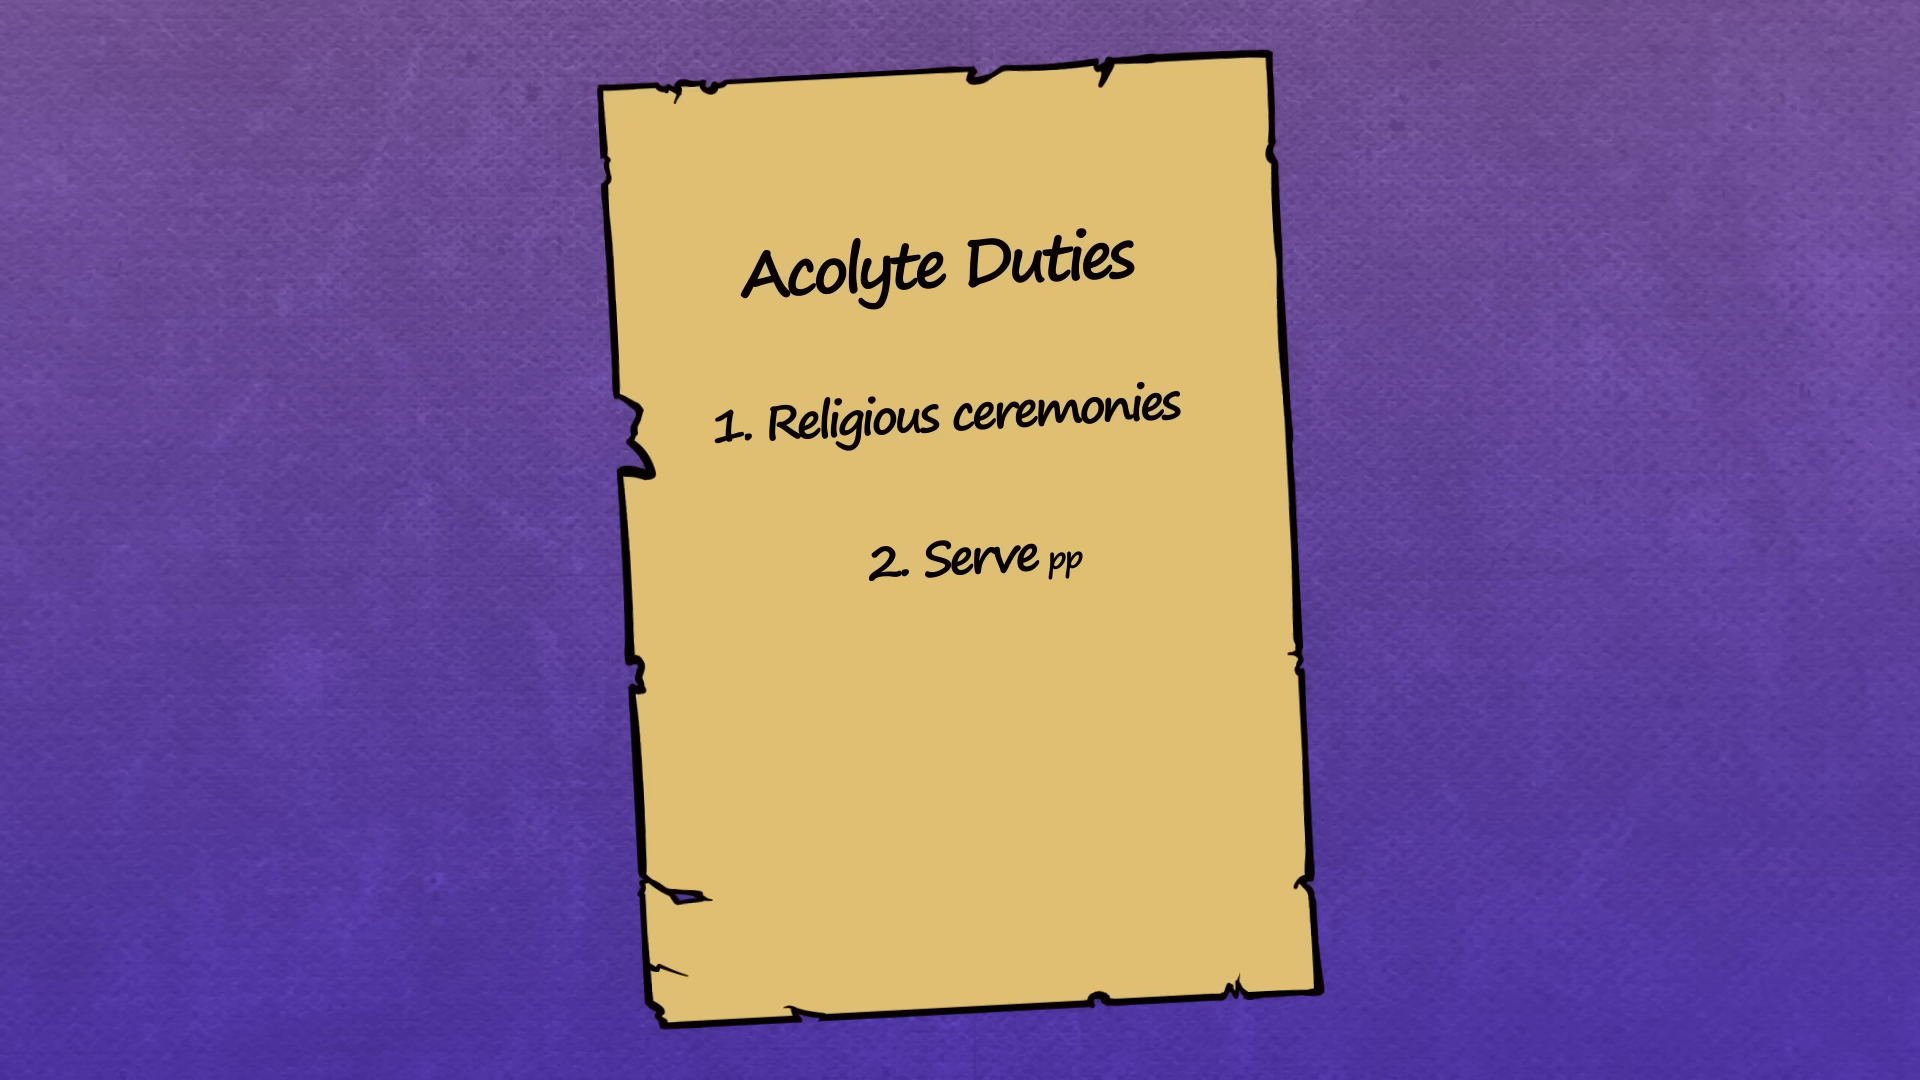 Acolyte Duties
1. Religious ceremonies
2. Serve pp